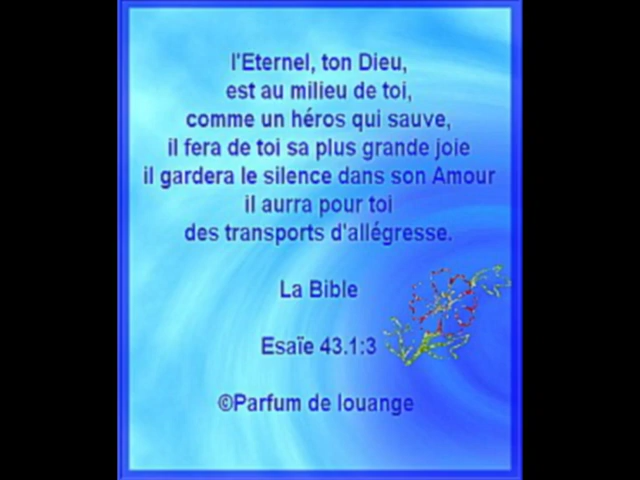 l'Eternel, ton Dieu,
est au milieu de toi,
comme un héros qui sauve,
il fera de toi sa plus grande joie
il gardera le silence dans son Amour
il aurra pour toi
des transports d'allégresse.
La Bible
Esaïe 43.1:3
©Parfum de louange